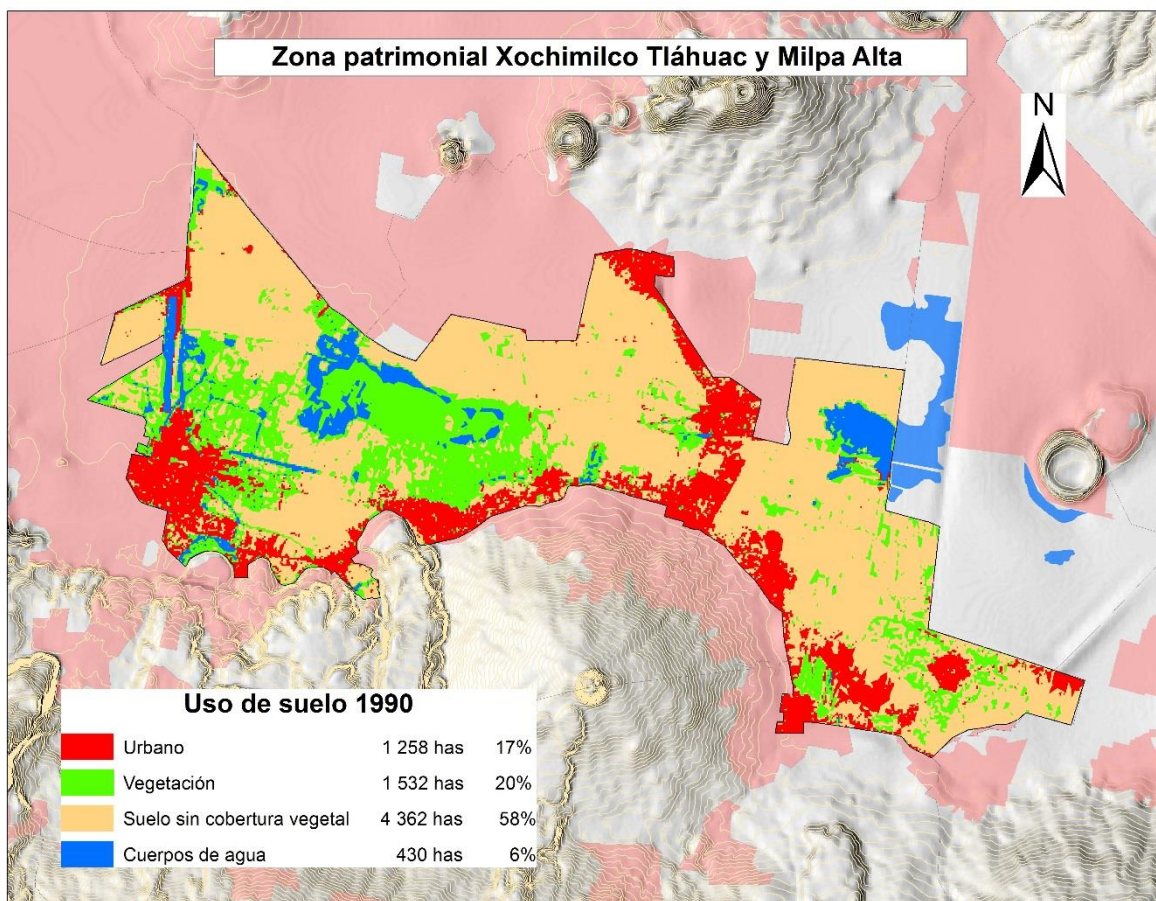 Zona patrimonial Xochimilco Tláhuac y Milpa Alta
N
Uso de suelo 1990
Urbano 1 258 has 17%
Vegetación 1 532 has 20%
Suelo sin cobertura vegetal 4 362 has 58%
Cuerpos de agua 430 has 6%